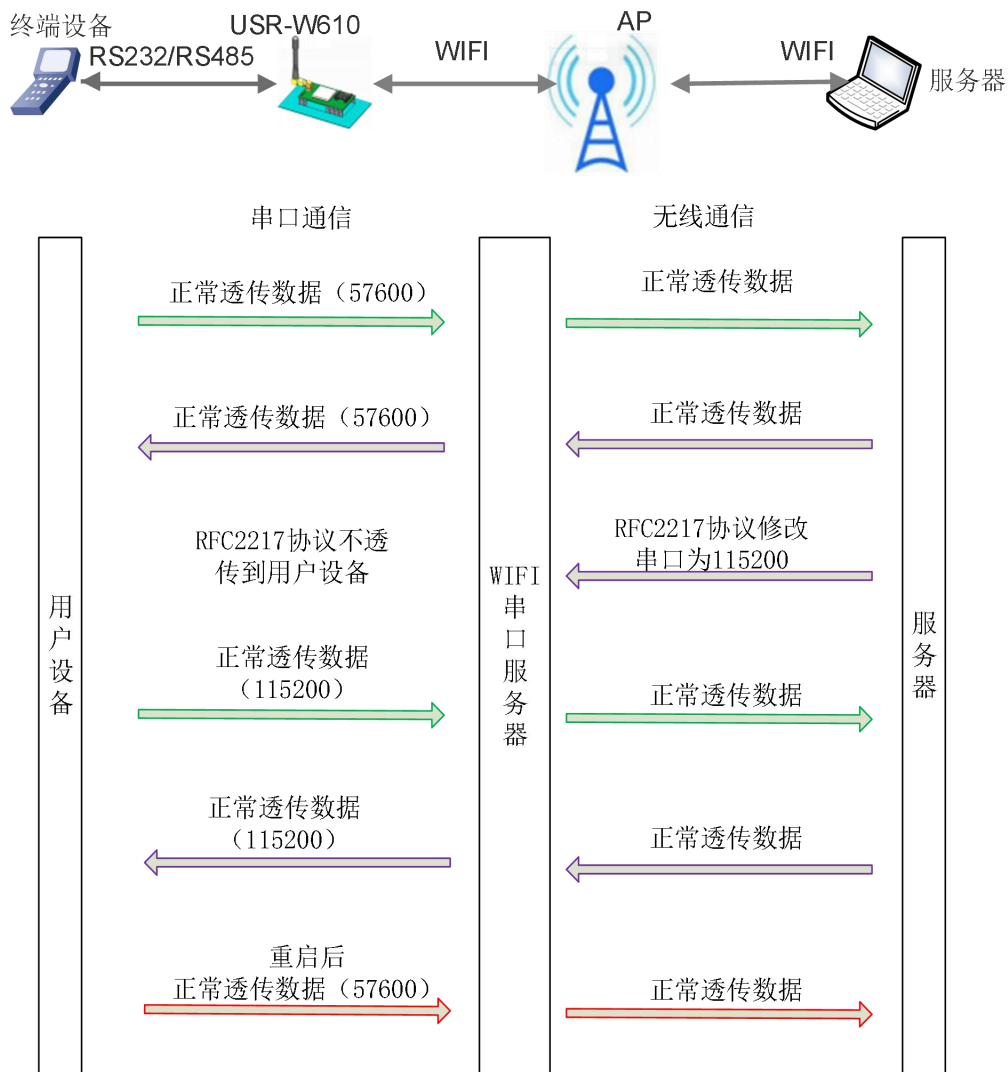 终端设备
USR-W610
AP
RS232/RS485
WIFI
WIFI
服务器
串口通信
无线通信
正常透传数据（57600）
正常透传数据
正常透传数据（57600）
正常透传数据
RFC2217协议不透
传到用户设备
RFC2217协议修改
串口为115200
用户设备
WIFI串口服务器
服务器
正常透传数据
（115200）
正常透传数据
正常透传数据
（115200）
正常透传数据
重启后
正常透传数据（57600）
正常透传数据